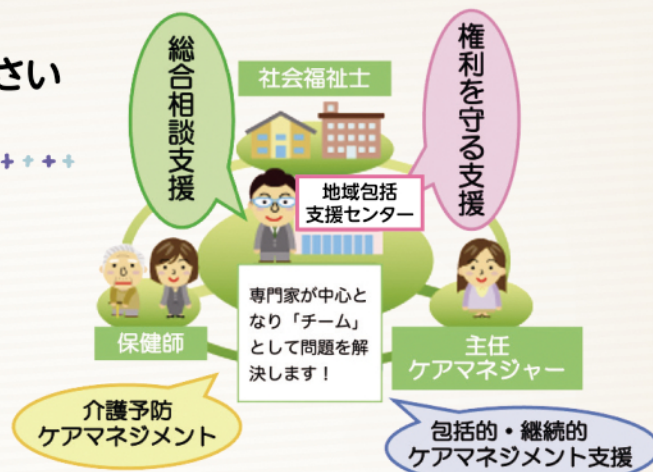 さい
総合相談支援
社会福祉士
権利を守る支援
地域包括
支援センター
専門家が中心と
なり「チーム」
として問題を解
決します！
保健師
主任
ケアマネジャー
介護予防
ケアマネジメント
包括的・継続的
ケアマネジメント支援